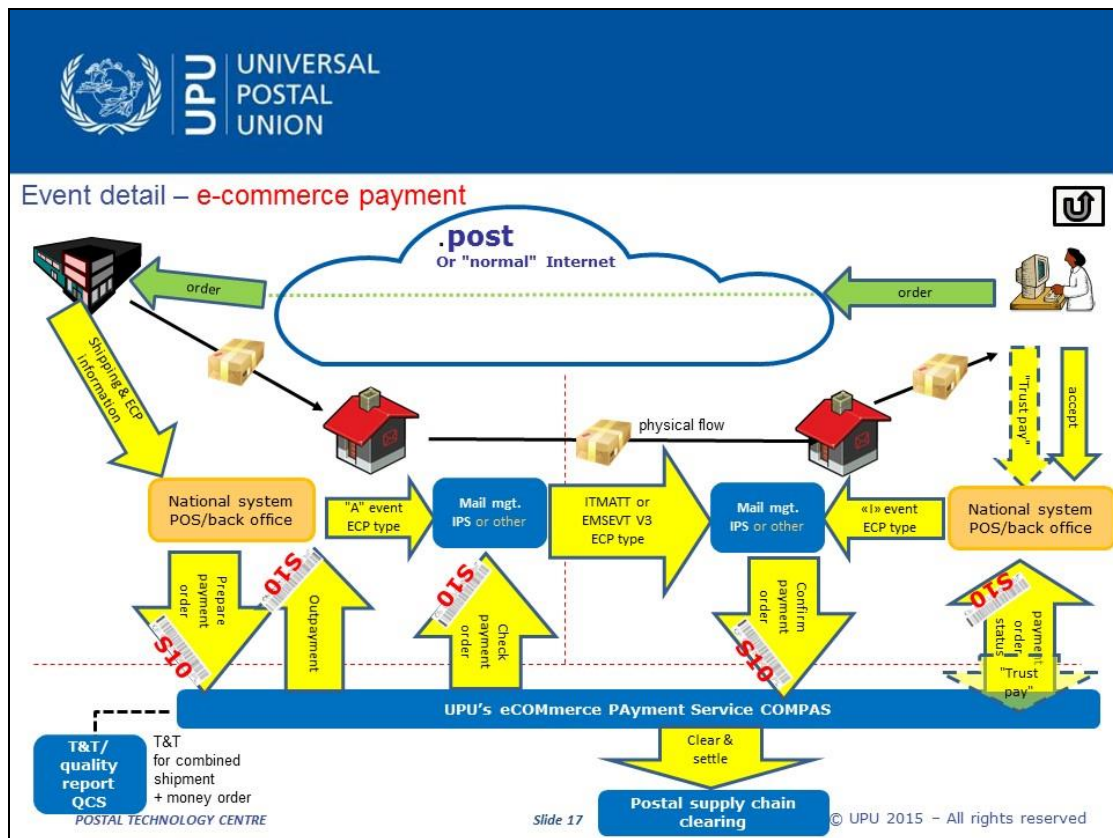 UPU
UNIVERSAL
POSTAL
UNION
Event detail – e-commerce payment
.post
Or "normal" Internet
order
order
Shipping & ECP
information
"Trust pay"
accept
physical flow
National system
POS/back office
"A" event
ECP type
Mail mgt.
IPS or other
ITMATT or
EMSEVT V3
ECP type
Mail mgt.
IPS or other
«I» event
ECP type
National system
POS/back office
Prepare
payment
order
S10
S10
Outpayment
S10
Check
payment
order
Confirm
payment
order
S10
S10
payment
order
status
"Trust
pay"
UPU's eCOMmerce PAyment Service COMPAS
T&T/
quality
report
QCS
T&T
for combined
shipment
+ money order
Clear &
settle
Postal supply chain
clearing
POSTAL TECHNOLOGY CENTRE
Slide 17
© UPU 2015 – All rights reserved